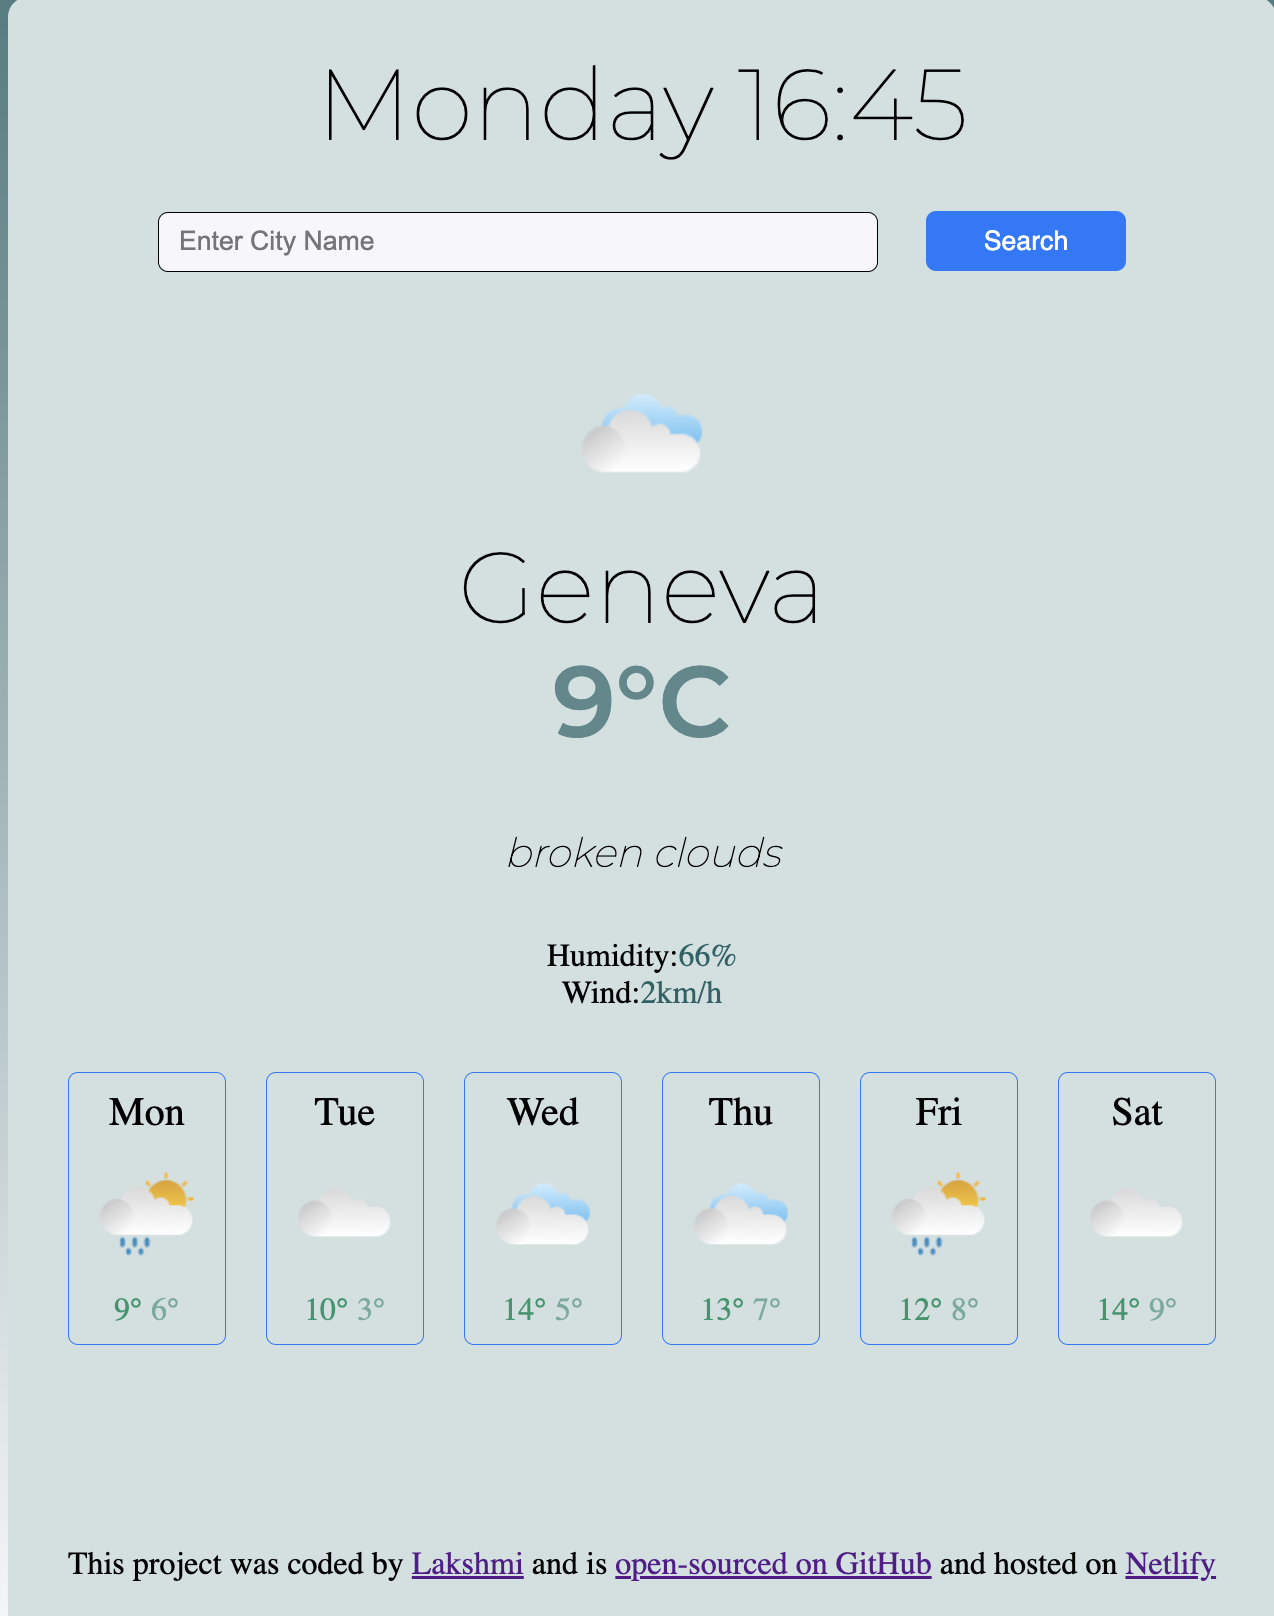 Monday 16:45
Enter City Name
Search
Geneva
9°C
broken clouds
Humidity:66%
Wind:2km/h
Mon
9° 6°
Tue
10° 3°
Wed
14° 5°
Thu
13° 7°
Fri
12° 8°
Sat
14° 9°
This project was coded by Lakshmi and is open-sourced on GitHub and hosted on Netlify